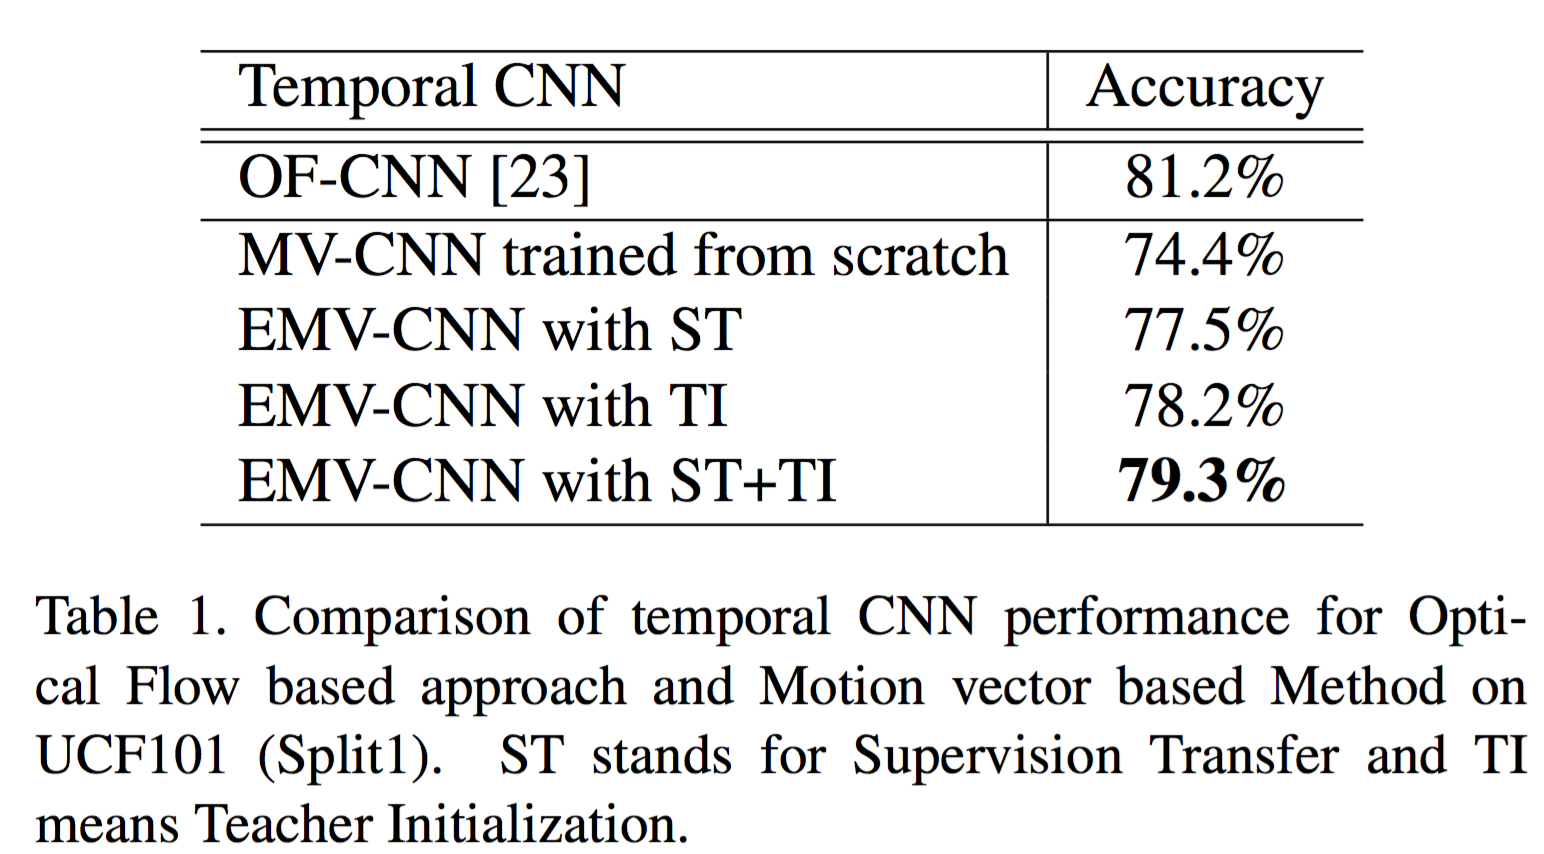 Temporal CNN Accuracy
OF-CNN [23] 81.2%
MV-CNN trained from scratch 74.4%
EMV-CNN with ST 77.5%
EMV-CNN with TI 78.2%
EMV-CNN with ST+TI 79.3%
Table 1. Comparison of temporal CNN performance for Opti-
cal Flow based approach and Motion vector based Method on
UCF101 (Split1). ST stands for Supervision Transfer and TI
means Teacher Initialization.